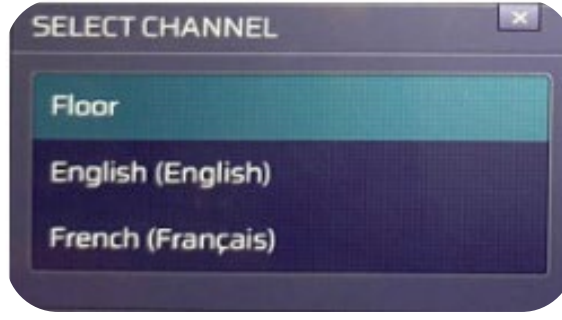 SELECT CHANNEL
Floor
English (English)
French (Français)